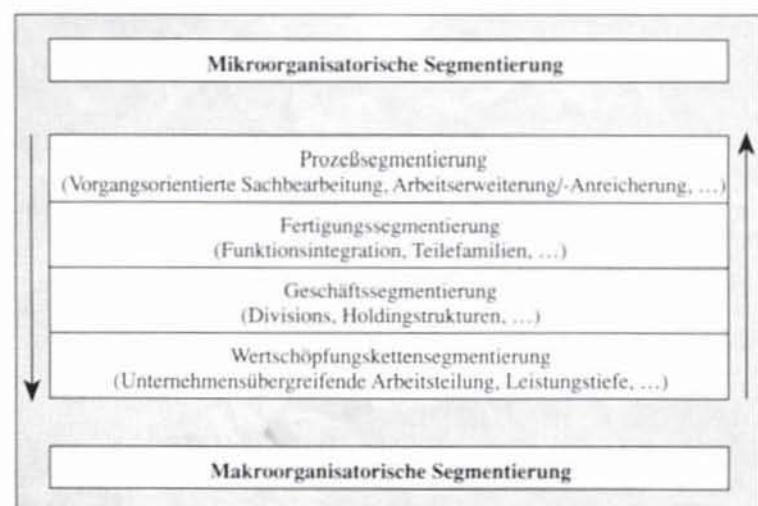 Mikroorganisatorische Segmentierung
Prozeßsegmentierung
(Vorgangsorientierte Sachbearbeitung, Arbeitserweiterung/-Anreicherung, …)
Fertigungssegmentierung
(Funktionsintegration, Teilefamilien, …)
Geschäftssegmentierung
(Divisions, Holdingstrukturen, …)
Wertschöpfungskettensegmentierung
(Unternehmensübergreifende Arbeitsteilung, Leistungstiefe, …)
Makroorganisatorische Segmentierung